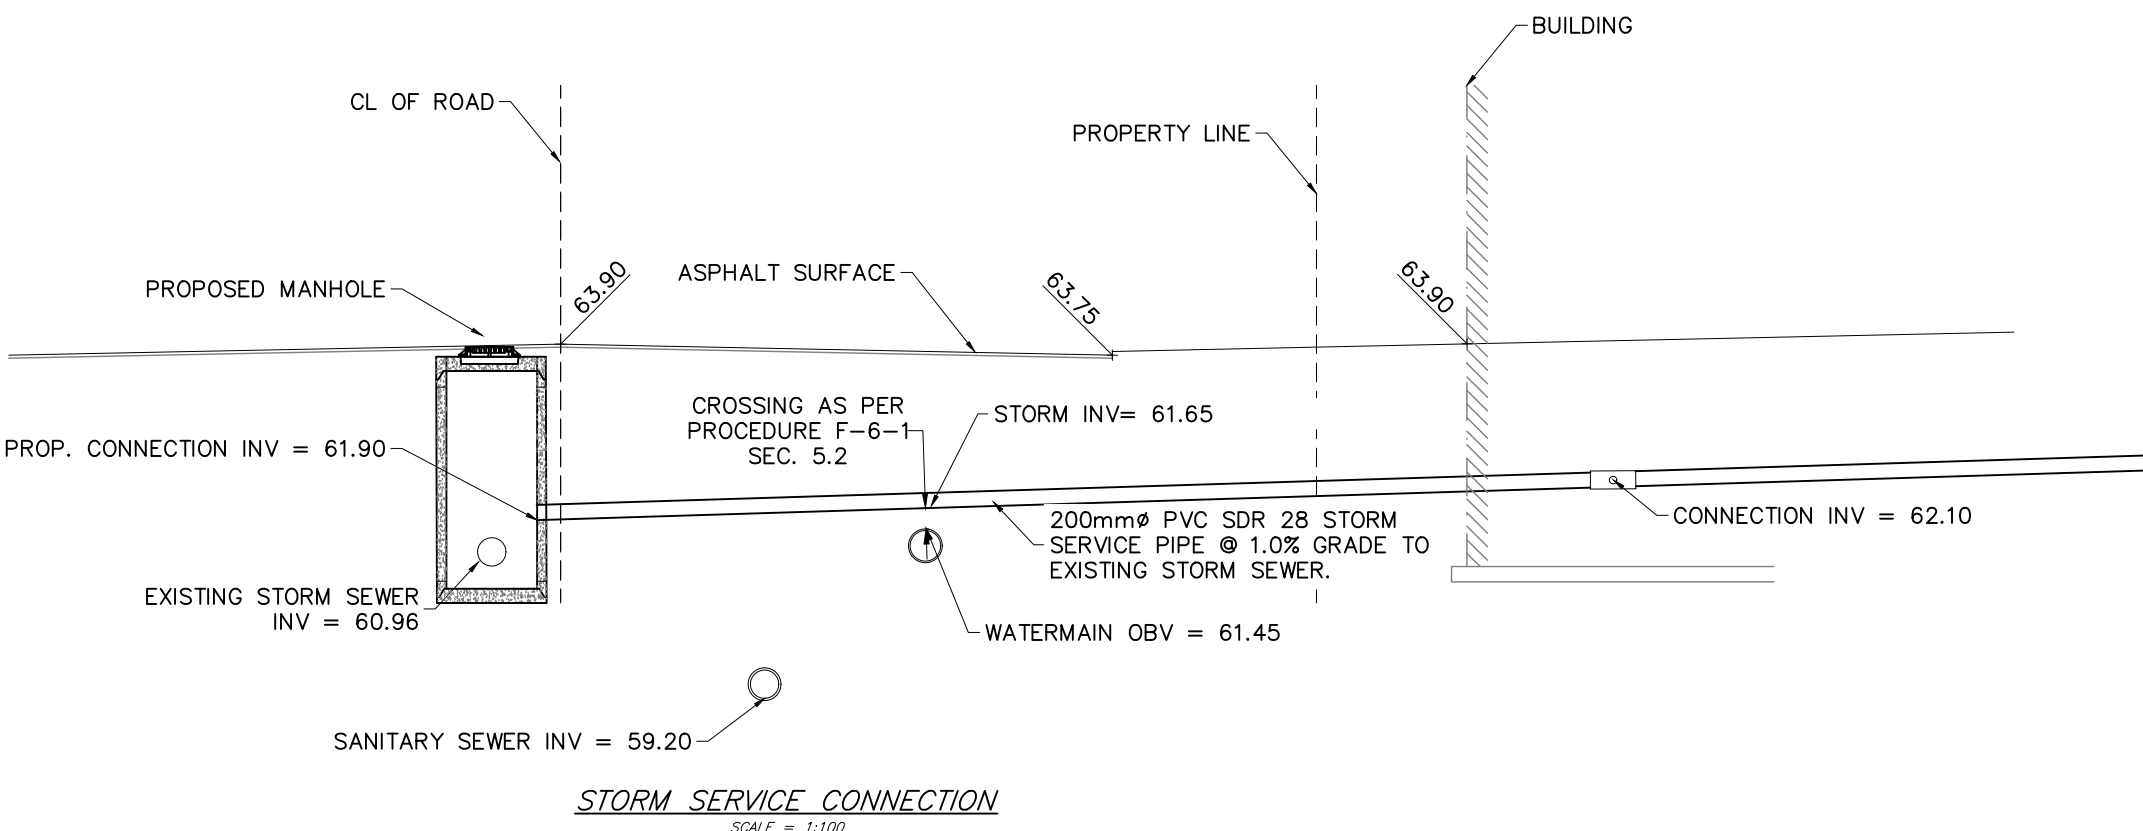 BUILDING
CL OF ROAD
PROPERTY LINE
PROPOSED MANHOLE
63.90
ASPHALT SURFACE
63.75
63.90
CROSSING AS PER
PROCEDURE F-6-1
SEC. 5.2
STORM INV= 61.65
PROP. CONNECTION INV = 61.90
200mmø PVC SDR 28 STORM
SERVICE PIPE @ 1.0% GRADE TO
EXISTING STORM SEWER.
CONNECTION INV = 62.10
EXISTING STORM SEWER
INV = 60.96
WATERMAIN OBV = 61.45
SANITARY SEWER INV = 59.20
STORM SERVICE CONNECTION
SCALE = 1:100